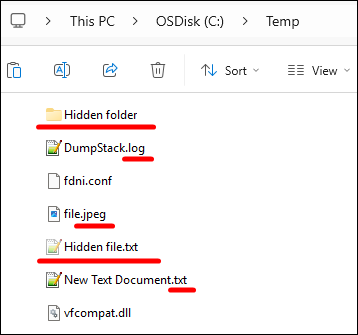 This PC > OSDisk (C:) > Temp
Sort View
Hidden folder
DumpStack.log
fdni.conf
file.jpeg
Hidden file.txt
New Text Document.txt
vfcompat.dll